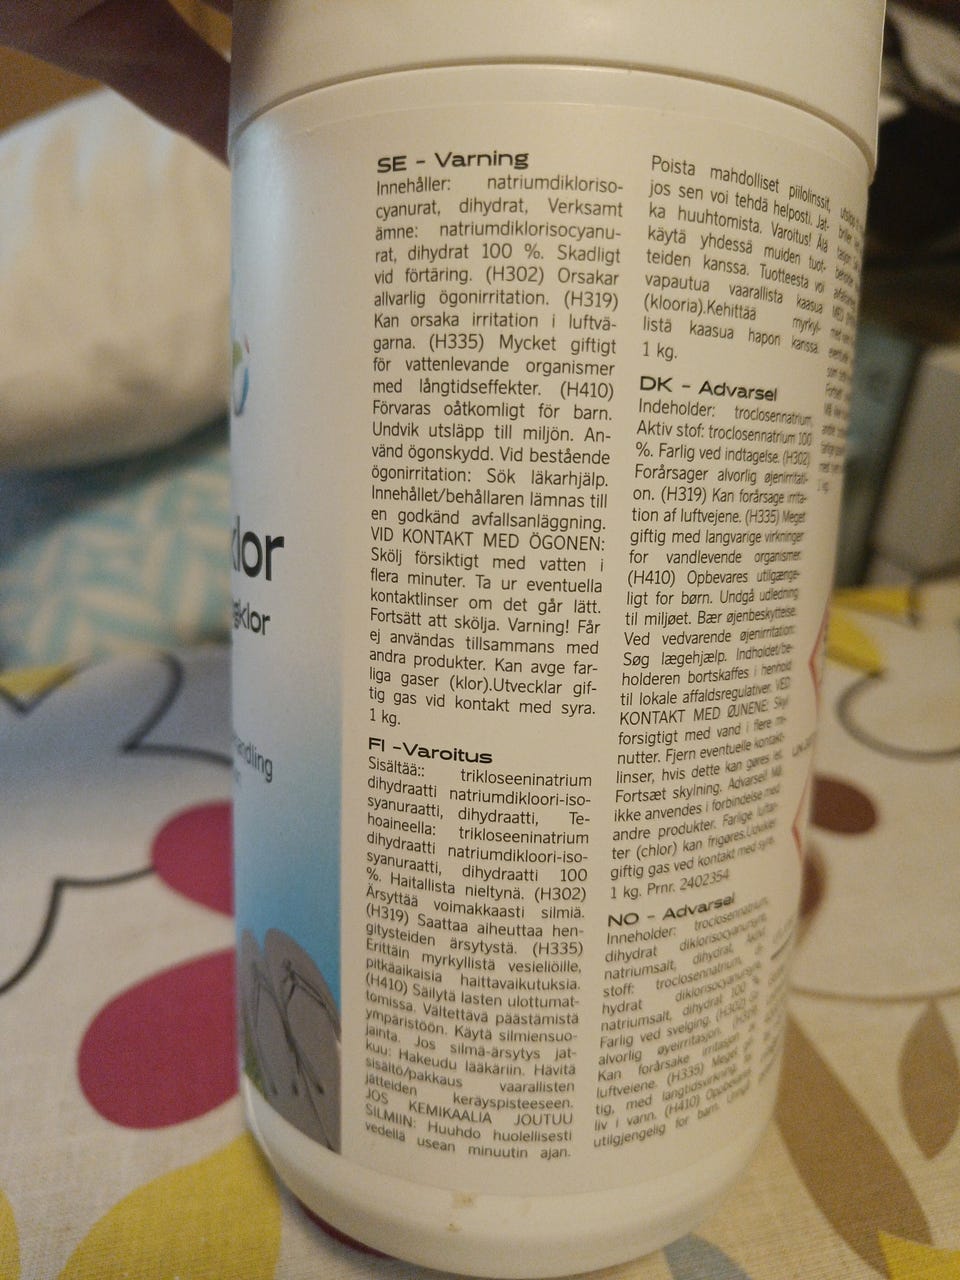 klor
klor
SE – Varning
Innehåller: natriumdikloriso-
cyanurat, dihydrat, Verksamt
ämne: natriumdiklorisocyanu-
rat, dihydrat 100 %. Skadligt
vid förtäring. (H302) Orsakar
allvarlig ögonirritation. (H319)
Kan orsaka irritation i luftvä-
garna. (H335) Mycket giftigt
för vattenlevande organismer
med långtidseffekter. (H410)
Förvaras oåtkomligt för barn.
Undvik utsläpp till miljön. An-
vänd ögonskydd. Vid bestående
ögonirritation: Sök läkarhjälp.
Innehållet/behållaren lämnas till
en godkänd avfallsanläggning.
VID KONTAKT MED ÖGONEN:
Skölj försiktigt med vatten i
flera minuter. Ta ur eventuella
kontaktlinser om det går lätt.
Fortsätt att skölja. Varning! Får
ej användas tillsammans med
andra produkter. Kan avge far-
liga gaser (klor).Utvecklar gif-
tig gas vid kontakt med syra.
1 kg.
FI –Varoitus
Sisältää:: trikloseeninatrium
dihydraatti natriumdikloori-iso-
syanuraatti, dihydraatti, Te-
hoaineella: trikloseeninatrium
dihydraatti natriumdikloori-iso-
syanuraatti, dihydraatti 100
%. Haitallista nieltynä. (H302)
Ärsyttää voimakkaasti silmiä.
(H319) Saattaa aiheuttaa hen-
gitysteiden ärsytystä. (H335)
Erittäin myrkyllistä vesieliöille,
pitkäaikaisia haittavaikutuksia.
(H410) Säilytä lasten ulottumat-
tomissa. Vältettävä päästämistä
ympäristöön. Käytä silmiensuo-
jainta. Jos silmä-ärsytys jat-
kuu: Hakeudu lääkäriin. Hävitä
sisältö/pakkaus vaarallisten
jätteiden keräyspisteeseen.
JOS KEMIKAALIA JOUTUU
SILMIIN: Huuhdo huolellisesti
vedellä usean minuutin ajan.
Poista mahdolliset piilolinssit,
jos sen voi tehdä helposti. Jat-
ka huuhtomista. Varoitus! Älä
käytä yhdessä muiden tuot-
teiden kanssa. Tuotteesta voi
vapautua vaarallista kaasua
(klooria).Kehittää myrkyl-
listä kaasua hapon kanssa.
1 kg.
DK – Advarsel
Indeholder: troclosennatrium,
Aktiv stof: troclosennatrium 100
%. Farlig ved indtagelse. (H302)
Forårsager alvorlig øjenirritati-
on. (H319) Kan forårsage irrita-
tion af luftvejene. (H335) Meget
giftig med langvarige virkninger
for vandlevende organismer.
(H410) Opbevares utilgænge-
ligt for børn. Undgå udledning
til miljøet. Bær øjenbeskyttelse.
Ved vedvarende øjenirritation:
Søg lægehjælp. Indholdet/be-
holderen bortskaffes i henhold
til lokale affaldsregulativer. VED
KONTAKT MED ØJNENE: Skyl
forsigtigt med vand i flere mi-
nutter. Fjern eventuelle kontakt-
linser, hvis dette kan gøres let.
Fortsæt skylning. Advarsel! Må
ikke anvendes i forbindelse med
andre produkter. Farlige luftar-
ter (chlor) kan frigøres.Udvikler
giftig gas ved kontakt med syre.
1 kg. Prnr. 2402354
NO – Advarsel
Inneholder: troclosennatrium,
dihydrat diklorisocyanursyre,
natriumsalt, dihydrat, Aktivt
stoff: troclosennatrium, di-
hydrat diklorisocyanursyre,
natriumsalt, dihydrat 100 %
Farlig ved svelging. (H302) Gir
alvorlig øyeirritasjon. (H319)
Kan forårsake irritasjon
luftveiene. (H335) Meget
tig, med langtidsvirkning,
liv i vann. (H410) Oppbevares
utilgjengelig for barn. Unngå